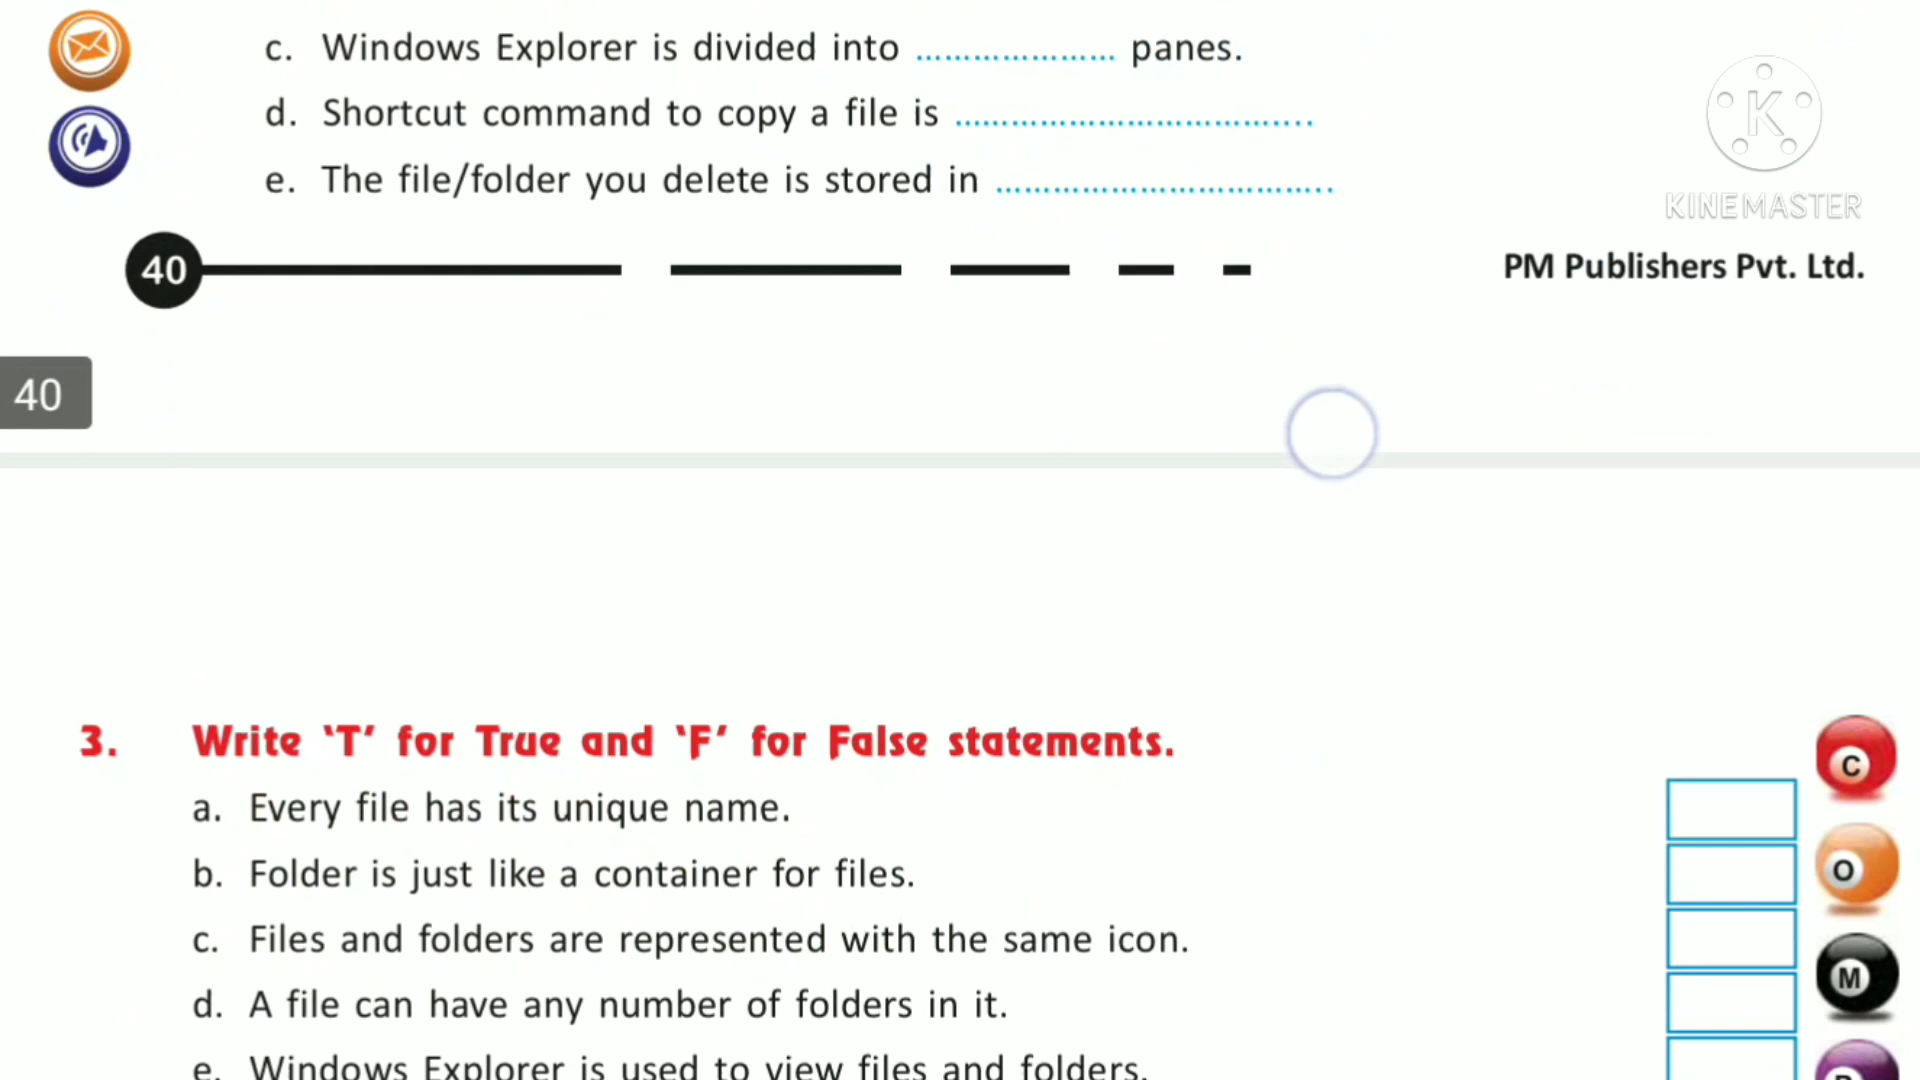 c. Windows Explorer is divided into .................... panes.
d. Shortcut command to copy a file is ....................................
e. The file/folder you delete is stored in ..................................
K
KINEMASTER
40
PM Publishers Pvt. Ltd.
40
3. Write ‘T’ for True and ‘F’ for False statements.
C
a. Every file has its unique name.
b. Folder is just like a container for files.
O
c. Files and folders are represented with the same icon.
M
d. A file can have any number of folders in it.
e. Windows Explorer is used to view files and folders.